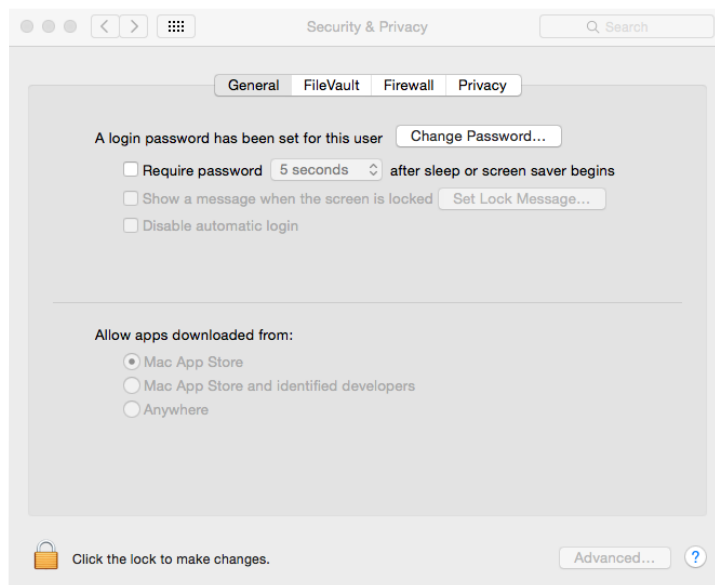 Security & Privacy
Search
General FileVault Firewall Privacy
A login password has been set for this user Change Password...
Require password 5 seconds after sleep or screen saver begins
Show a message when the screen is locked Set Lock Message...
Disable automatic login
Allow apps downloaded from:
Mac App Store
Mac App Store and identified developers
Anywhere
Click the lock to make changes. Advanced... ?